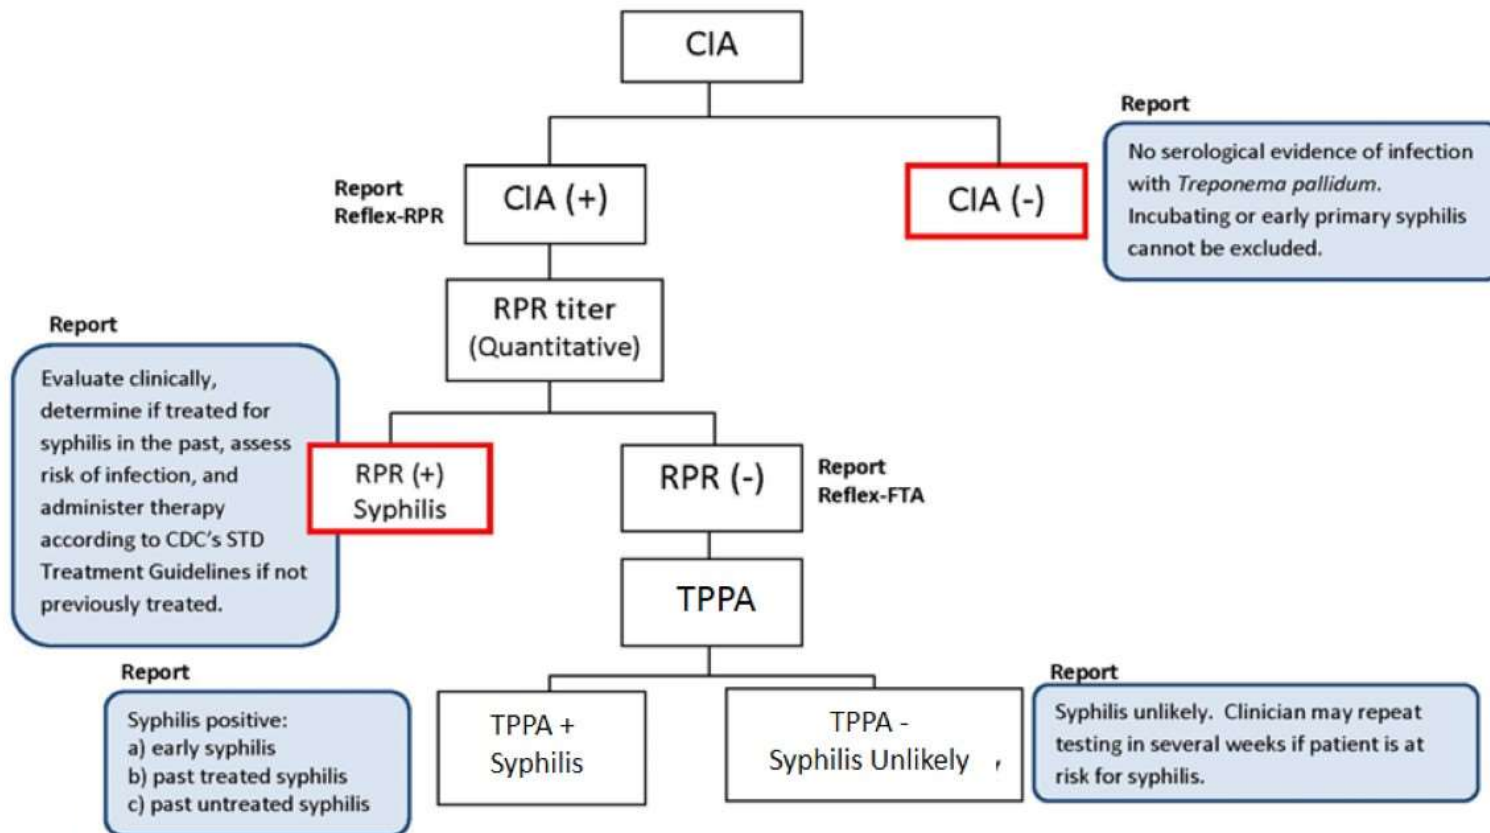 CIA
Report
No serological evidence of infection
with Treponema pallidum.
Incubating or early primary syphilis
cannot be excluded.
Report
Reflex-RPR
CIA (+)
CIA (-)
RPR titer
(Quantitative)
Report
Evaluate clinically,
determine if treated for
syphilis in the past, assess
risk of infection, and
administer therapy
according to CDC's STD
Treatment Guidelines if not
previously treated.
RPR (+)
Syphilis
RPR (-)
Report
Reflex-FTA
TPPA
Report
Syphilis positive:
a) early syphilis
b) past treated syphilis
c) past untreated syphilis
TPPA +
Syphilis
TPPA -
Syphilis Unlikely
Report
Syphilis unlikely. Clinician may repeat
testing in several weeks if patient is at
risk for syphilis.